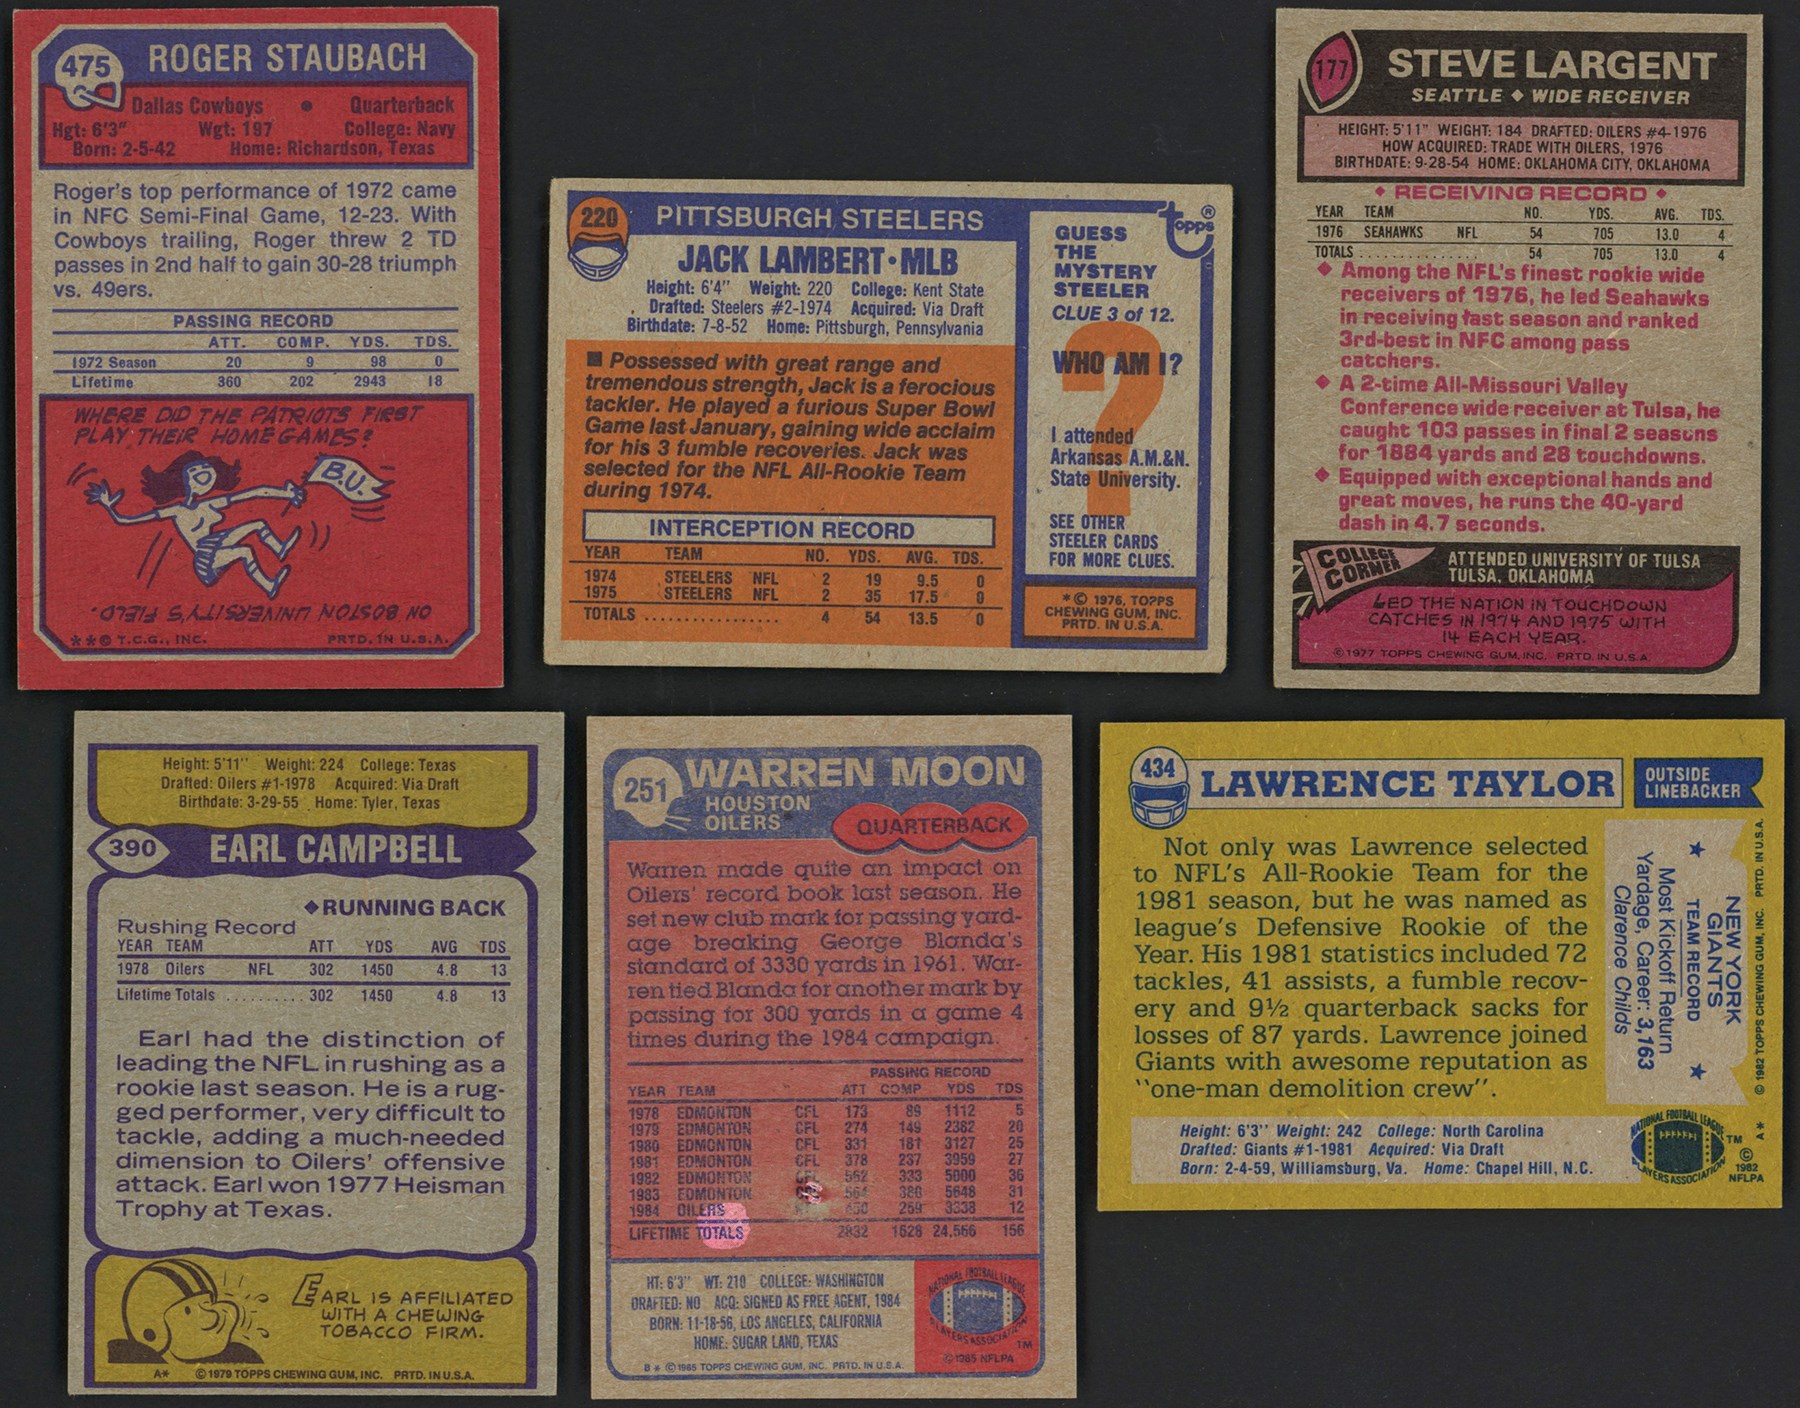 475
ROGER STAUBACH
Dallas Cowboys • Quarterback
Hgt: 6'3" Wgt: 197 College: Navy
Born: 2-5-42 Home: Richardson, Texas
Roger's top performance of 1972 came
in NFC Semi-Final Game, 12-23. With
Cowboys trailing, Roger threw 2 TD
passes in 2nd half to gain 30-28 triumph
vs. 49ers.
PASSING RECORD
ATT. COMP. YDS. TDS.
1972 Season 20 9 98 0
Lifetime 360 202 2943 18
WHERE DID THE PATRIOTS FIRST
PLAY THEIR HOME GAMES?
B.U.
ON BOSTON UNIVERSITY'S FIELD.
**© T.C.G., INC. PRTD. IN U.S.A.
220
PITTSBURGH STEELERS
JACK LAMBERT•MLB
Height: 6'4" Weight: 220 College: Kent State
Drafted: Steelers #2-1974 Acquired: Via Draft
Birthdate: 7-8-52 Home: Pittsburgh, Pennsylvania
■ Possessed with great range and
tremendous strength, Jack is a ferocious
tackler. He played a furious Super Bowl
Game last January, gaining wide acclaim
for his 3 fumble recoveries. Jack was
selected for the NFL All-Rookie Team
during 1974.
INTERCEPTION RECORD
YEAR TEAM NO. YDS. AVG. TDS.
1974 STEELERS NFL 2 19 9.5 0
1975 STEELERS NFL 2 35 17.5 0
TOTALS ................. 4 54 13.5 0
topps®
GUESS
THE
MYSTERY
STEELER
CLUE 3 of 12.
?
WHO AM I?
I attended
Arkansas A.M.&N.
State University.
SEE OTHER
STEELER CARDS
FOR MORE CLUES.
*© 1976, TOPPS
CHEWING GUM, INC.
PRTD. IN U.S.A.
177
STEVE LARGENT
SEATTLE ◆ WIDE RECEIVER
HEIGHT: 5'11" WEIGHT: 184 DRAFTED: OILERS #4-1976
HOW ACQUIRED: TRADE WITH OILERS, 1976
BIRTHDATE: 9-28-54 HOME: OKLAHOMA CITY, OKLAHOMA
◆ RECEIVING RECORD ◆
YEAR TEAM NO. YDS. AVG. TDS.
1976 SEAHAWKS NFL 54 705 13.0 4
TOTALS ............... 54 705 13.0 4
◆ Among the NFL's finest rookie wide
receivers of 1976, he led Seahawks
in receiving last season and ranked
3rd-best in NFC among pass
catchers.
◆ A 2-time All-Missouri Valley
Conference wide receiver at Tulsa, he
caught 103 passes in final 2 seasons
for 1884 yards and 28 touchdowns.
◆ Equipped with exceptional hands and
great moves, he runs the 40-yard
dash in 4.7 seconds.
COLLEGE
CORNER
ATTENDED UNIVERSITY OF TULSA
TULSA, OKLAHOMA
LED THE NATION IN TOUCHDOWN
CATCHES IN 1974 AND 1975 WITH
14 EACH YEAR.
©1977 TOPPS CHEWING GUM, INC. PRTD. IN U.S.A.
Height: 5'11" Weight: 224 College: Texas
Drafted: Oilers #1-1978 Acquired: Via Draft
Birthdate: 3-29-55 Home: Tyler, Texas
390
EARL CAMPBELL
◆RUNNING BACK
Rushing Record
YEAR TEAM ATT YDS AVG TDS
1978 Oilers NFL 302 1450 4.8 13
Lifetime Totals .......... 302 1450 4.8 13
Earl had the distinction of
leading the NFL in rushing as a
rookie last season. He is a rug-
ged performer, very difficult to
tackle, adding a much-needed
dimension to Oilers' offensive
attack. Earl won 1977 Heisman
Trophy at Texas.
EARL IS AFFILIATED
WITH A CHEWING
TOBACCO FIRM.
A* ©1979 TOPPS CHEWING GUM, INC. PRTD. IN U.S.A.
251
WARREN MOON
HOUSTON
OILERS
QUARTERBACK
Warren made quite an impact on
Oilers' record book last season. He
set new club mark for passing yard-
age breaking George Blanda's
standard of 3330 yards in 1961. War-
ren tied Blanda for another mark by
passing for 300 yards in a game 4
times during the 1984 campaign.
PASSING RECORD
YEAR TEAM ATT COMP YDS TDS
1978 EDMONTON CFL 173 89 1112 5
1979 EDMONTON CFL 274 149 2382 20
1980 EDMONTON CFL 331 181 3127 25
1981 EDMONTON CFL 378 237 3959 27
1982 EDMONTON 562 333 5000 36
1983 EDMONTON 564 380 5648 31
1984 OILERS 450 259 3338 12
LIFETIME TOTALS 2832 1628 24,566 156
HT: 6'3" WT: 210 COLLEGE: WASHINGTON
DRAFTED: NO ACQ: SIGNED AS FREE AGENT, 1984
BORN: 11-18-56, LOS ANGELES, CALIFORNIA
HOME: SUGAR LAND, TEXAS
B* ©1985 TOPPS CHEWING GUM, INC. PRTD. IN U.S.A.
NATIONAL FOOTBALL LEAGUE
PLAYERS ASSOCIATION
TM
©1985 NFLPA
434
LAWRENCE TAYLOR
OUTSIDE
LINEBACKER
Not only was Lawrence selected
to NFL's All-Rookie Team for the
1981 season, but he was named as
league's Defensive Rookie of the
Year. His 1981 statistics included 72
tackles, 41 assists, a fumble recov-
ery and 9½ quarterback sacks for
losses of 87 yards. Lawrence joined
Giants with awesome reputation as
"one-man demolition crew".
NEW YORK
GIANTS
★ TEAM RECORD ★
Most Kickoff Return
Yardage, Career: 3,163
Clarence Childs
© 1982 TOPPS CHEWING GUM, INC. PRTD. IN U.S.A.
A*
Height: 6'3" Weight: 242 College: North Carolina
Drafted: Giants #1-1981 Acquired: Via Draft
Born: 2-4-59, Williamsburg, Va. Home: Chapel Hill, N.C.
NATIONAL FOOTBALL LEAGUE
PLAYERS ASSOCIATION
TM
©
1982
NFLPA